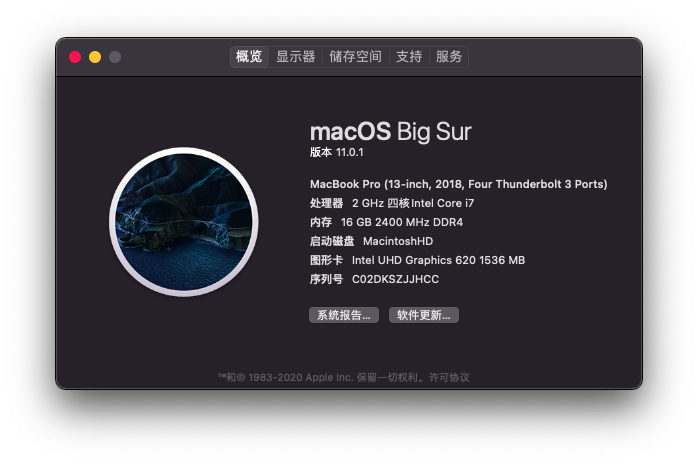 概览 显示器 储存空间 支持 服务
macOS Big Sur
版本 11.0.1
MacBook Pro (13-inch, 2018, Four Thunderbolt 3 Ports)
处理器 2 GHz 四核Intel Core i7
内存 16 GB 2400 MHz DDR4
启动磁盘 MacintoshHD
图形卡 Intel UHD Graphics 620 1536 MB
序列号 C02DKSZJJHCC
系统报告... 软件更新...
™和© 1983-2020 Apple Inc. 保留一切权利。许可协议